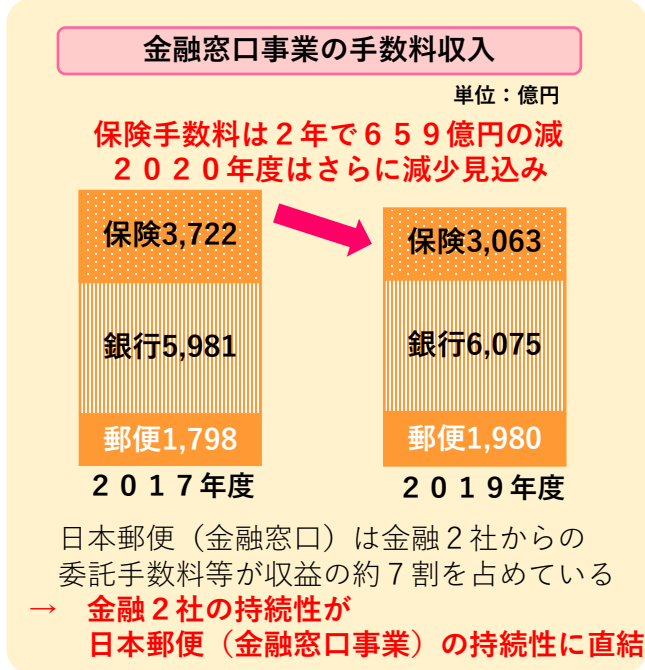 金融窓口事業の手数料収入
単位：億円
保険手数料は２年で６５９億円の減
２０２０年度はさらに減少見込み
保険3,722
銀行5,981
郵便1,798
２０１７年度
保険3,063
銀行6,075
郵便1,980
２０１９年度
日本郵便（金融窓口）は金融２社からの
委託手数料等が収益の約７割を占めている
→　金融２社の持続性が
日本郵便（金融窓口事業）の持続性に直結